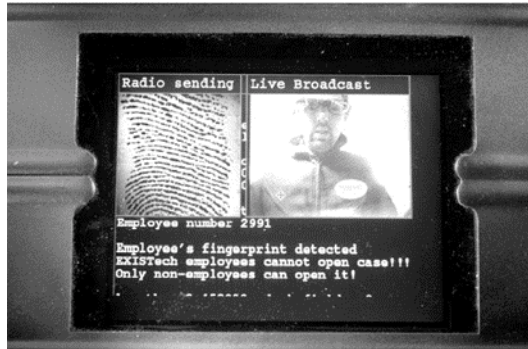 Radio sending
Live Broadcast
Employee number 2991
Employee's fingerprint detected
EXISTech employees cannot open case!!!
Only non-employees can open it!